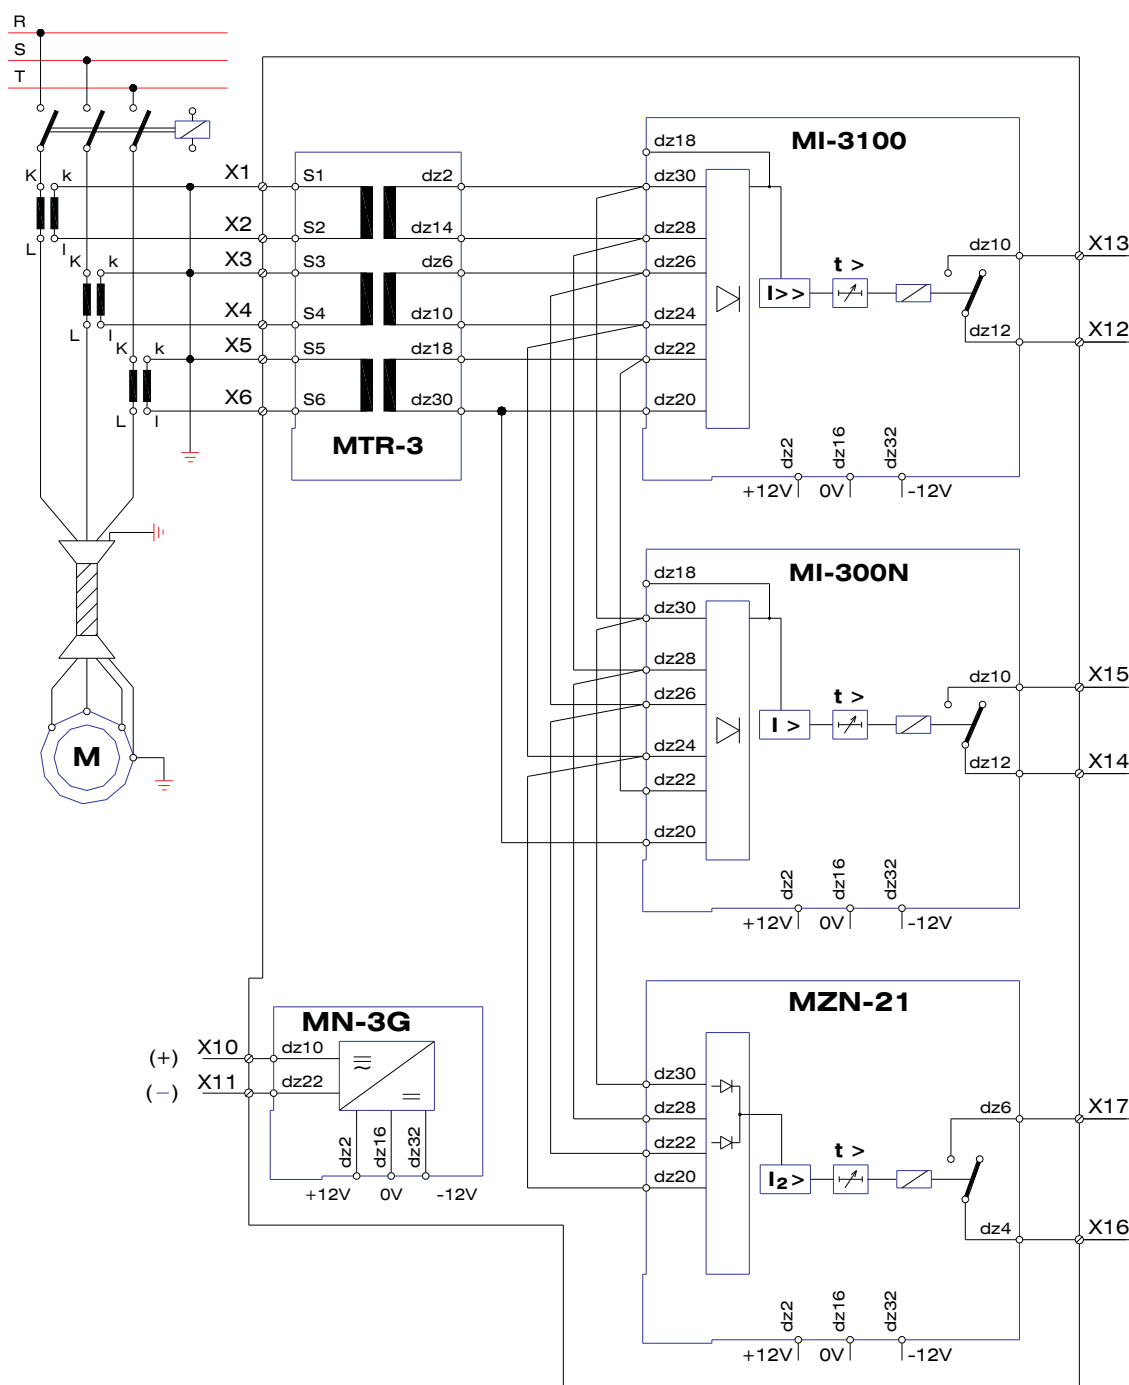 R
S
T
K
k
L
l
K
k
L
l
K
k
L
l
X1
X2
X3
X4
X5
X6
S1
S2
S3
S4
S5
S6
dz2
dz14
dz6
dz10
dz18
dz30
MTR-3
MI-3100
dz18
dz30
dz28
dz26
dz24
dz22
dz20
I>>
t >
dz10
dz12
X13
X12
dz2
dz16
dz32
+12V
0V
-12V
M
MI-300N
dz18
dz30
dz28
dz26
dz24
dz22
dz20
I >
t >
dz10
dz12
X15
X14
dz2
dz16
dz32
+12V
0V
-12V
MN-3G
(+)
X10
dz10
(−)
X11
dz22
dz2
dz16
dz32
+12V
0V
-12V
MZN-21
dz30
dz28
dz22
dz20
I2 >
t >
dz6
dz4
X17
X16
dz2
dz16
dz32
+12V
0V
-12V